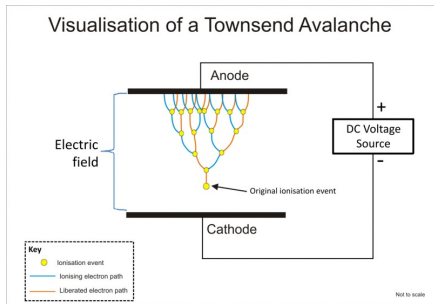 Visualisation of a Townsend Avalanche
Anode
+
Electric
field
DC Voltage
Source
-
Original ionisation event
Cathode
Key
Ionisation event
Ionising electron path
Liberated electron path
Not to scale